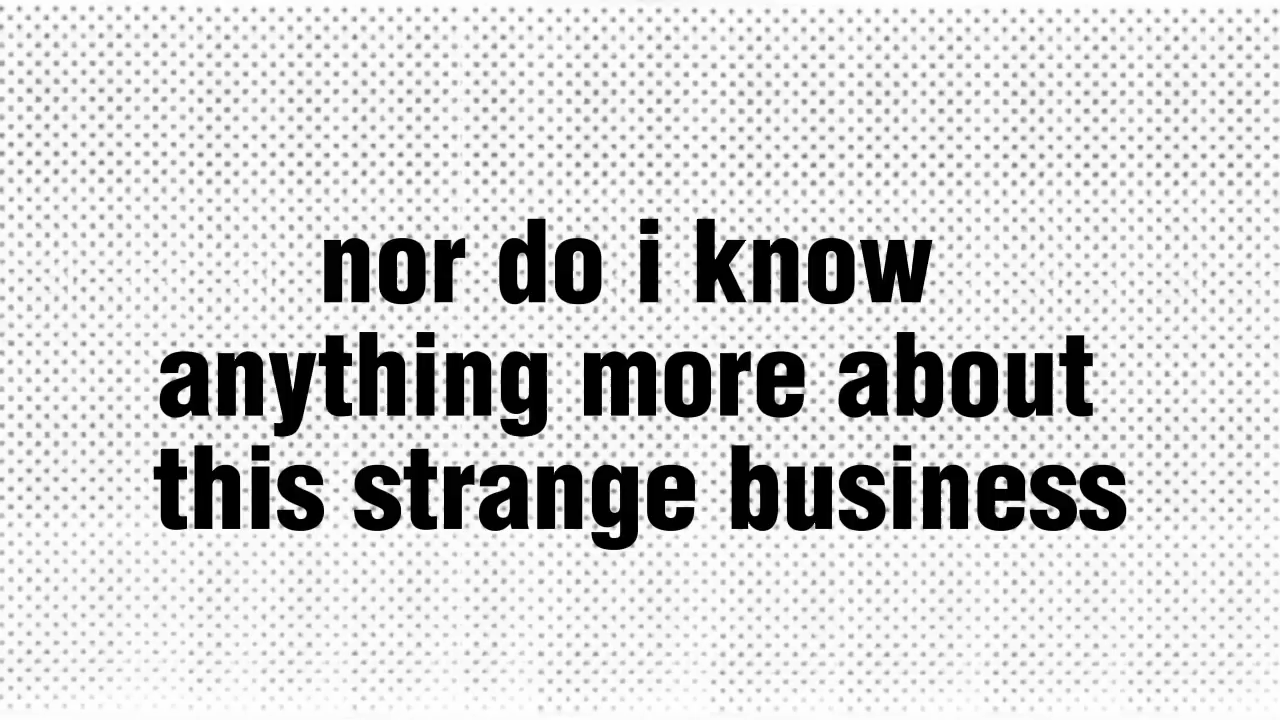 nor do i know
anything more about
this strange business